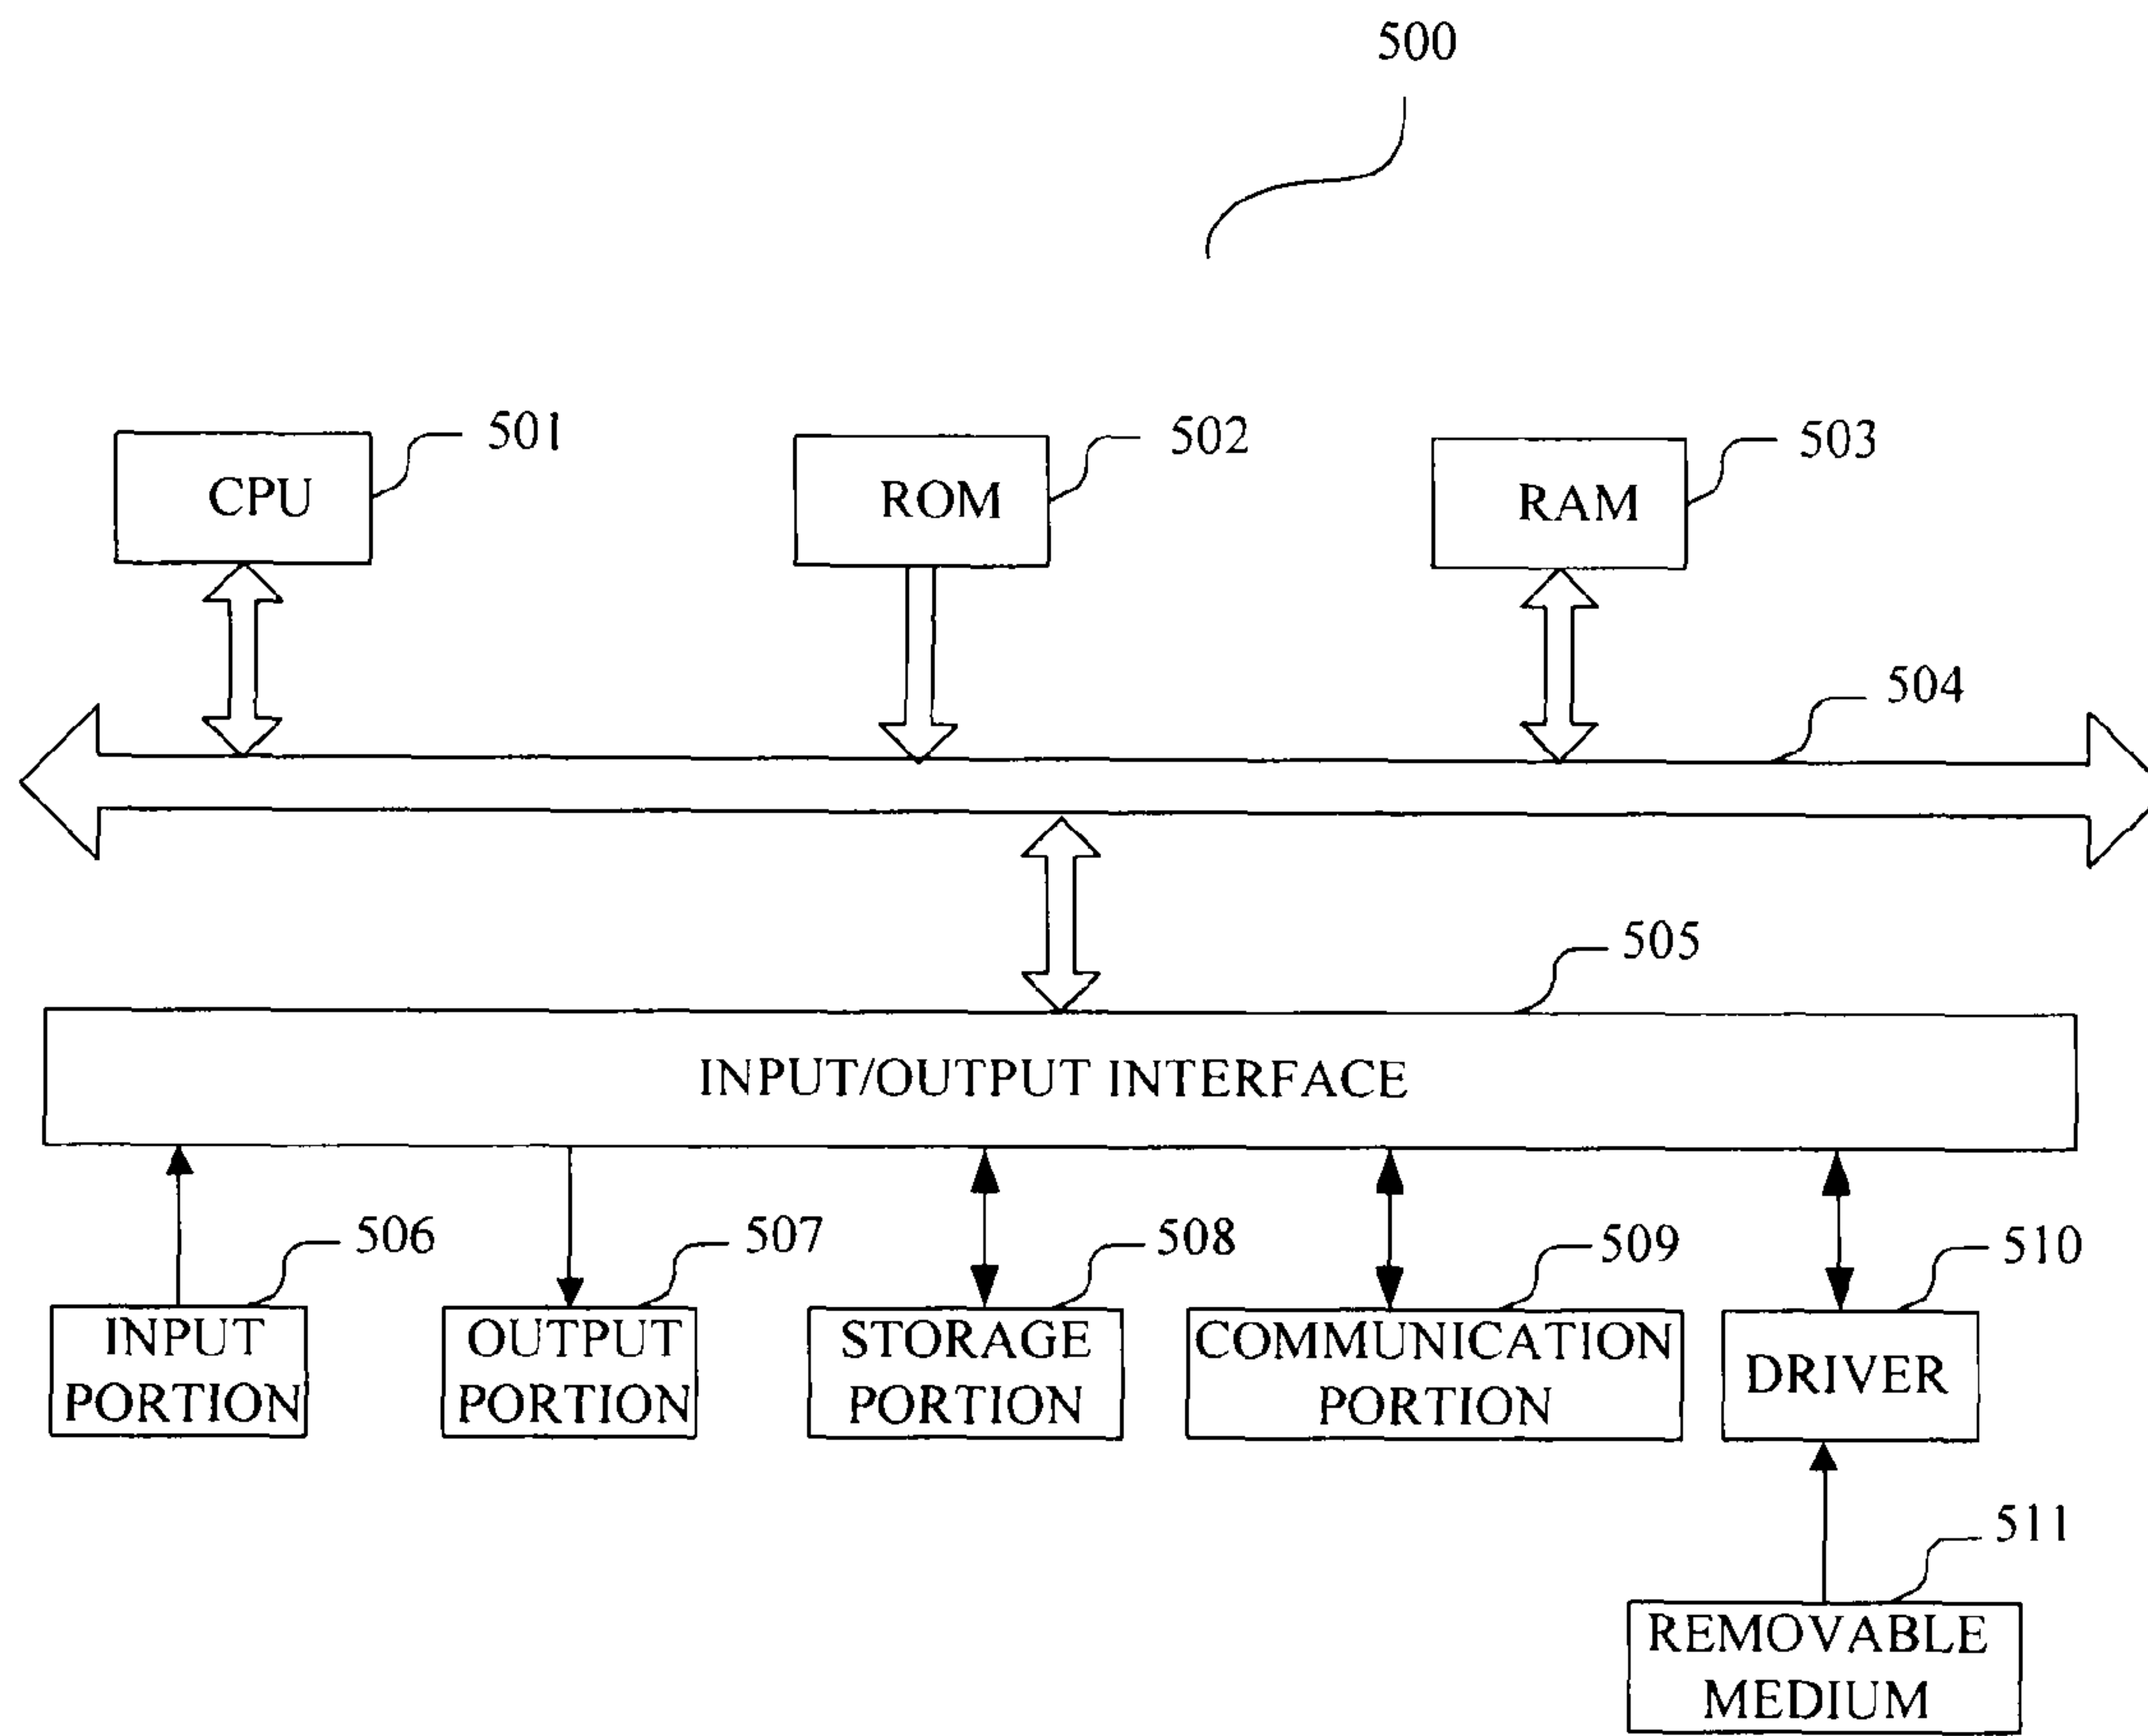 500
CPU
501
ROM
502
RAM
503
504
505
INPUT/OUTPUT INTERFACE
506
507
508
509
510
INPUT
PORTION
OUTPUT
PORTION
STORAGE
PORTION
COMMUNICATION
PORTION
DRIVER
511
REMOVABLE
MEDIUM